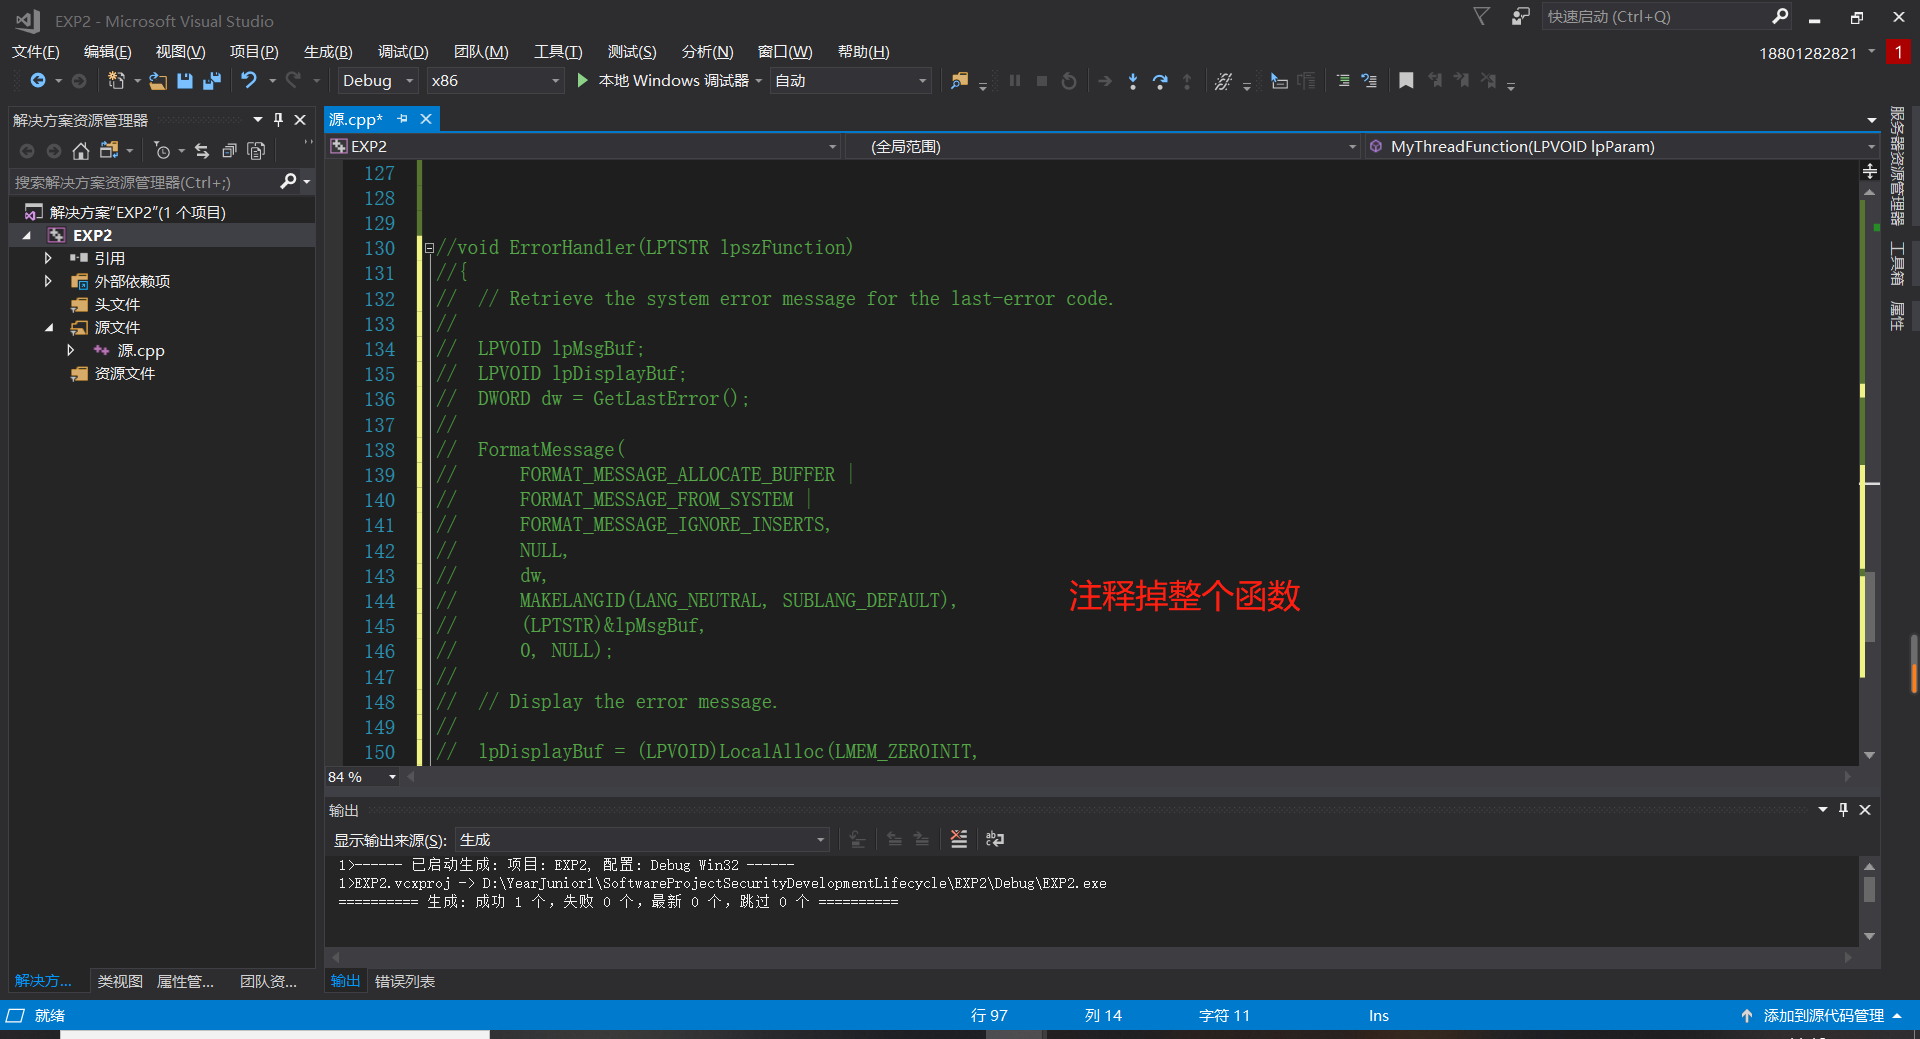 EXP2 - Microsoft Visual Studio
快速启动 (Ctrl+Q)
文件(F) 编辑(E) 视图(V) 项目(P) 生成(B) 调试(D) 团队(M) 工具(T) 测试(S) 分析(N) 窗口(W) 帮助(H)
18801282821 1
Debug x86 本地 Windows 调试器 自动
解决方案资源管理器
搜索解决方案资源管理器(Ctrl+;)
解决方案"EXP2"(1 个项目)
EXP2
引用
外部依赖项
头文件
源文件
源.cpp
资源文件
解决方... 类视图 属性管... 团队资...
源.cpp*
EXP2 (全局范围) MyThreadFunction(LPVOID lpParam)
127
128
129
130 //void ErrorHandler(LPTSTR lpszFunction)
131 //{
132 // // Retrieve the system error message for the last-error code.
133 //
134 // LPVOID lpMsgBuf;
135 // LPVOID lpDisplayBuf;
136 // DWORD dw = GetLastError();
137 //
138 // FormatMessage(
139 // FORMAT_MESSAGE_ALLOCATE_BUFFER |
140 // FORMAT_MESSAGE_FROM_SYSTEM |
141 // FORMAT_MESSAGE_IGNORE_INSERTS,
142 // NULL,
143 // dw,
144 // MAKELANGID(LANG_NEUTRAL, SUBLANG_DEFAULT),
145 // (LPTSTR)&lpMsgBuf,
146 // 0, NULL);
147 //
148 // // Display the error message.
149 //
150 // lpDisplayBuf = (LPVOID)LocalAlloc(LMEM_ZEROINIT,
注释掉整个函数
84 %
服务器资源管理器
工具箱
属性
输出
显示输出来源(S): 生成
1>------ 已启动生成: 项目: EXP2, 配置: Debug Win32 ------
1>EXP2.vcxproj -> D:\YearJunior1\SoftwareProjectSecurityDevelopmentLifecycle\EXP2\Debug\EXP2.exe
========== 生成: 成功 1 个，失败 0 个，最新 0 个，跳过 0 个 ==========
输出 错误列表
就绪 行 97 列 14 字符 11 Ins 添加到源代码管理